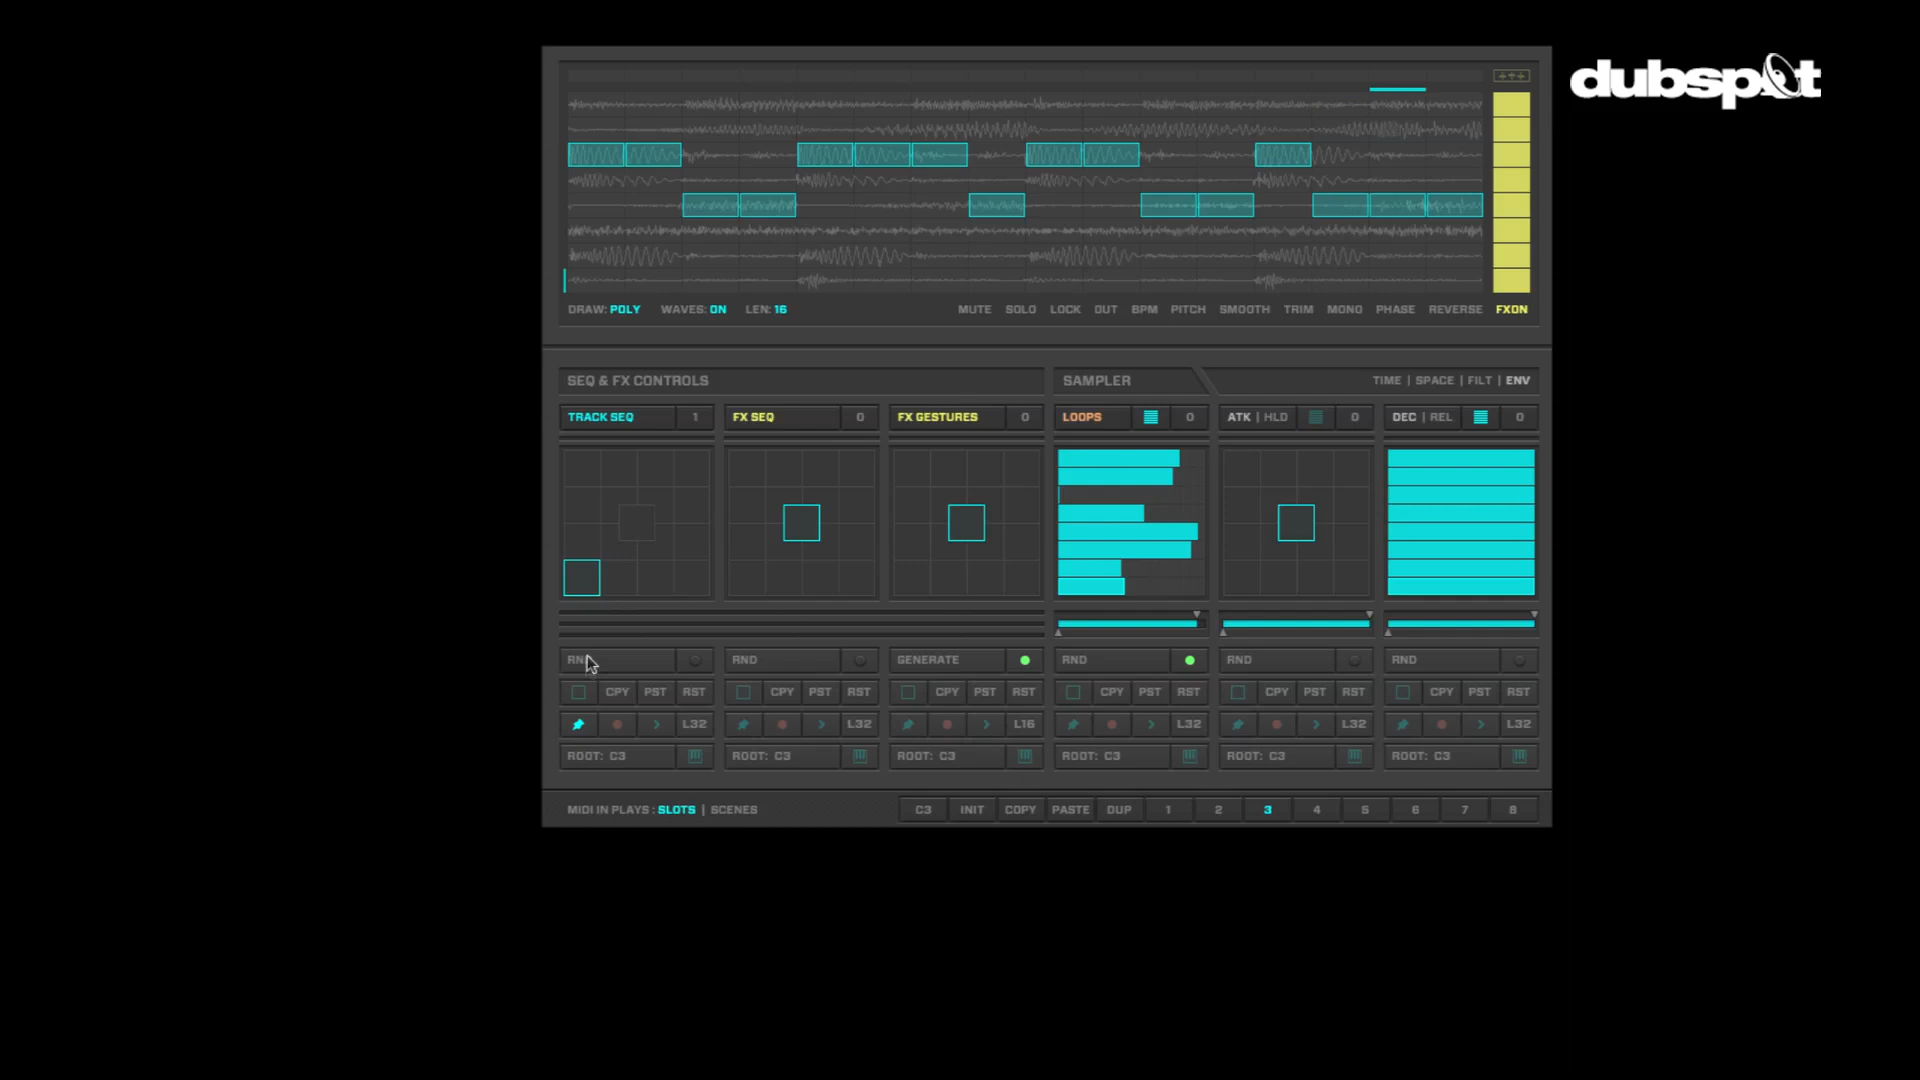 dubspot
DRAW: POLY WAVES: ON LEN: 16 MUTE SOLO LOCK OUT BPM PITCH SMOOTH TRIM MONO PHASE REVERSE FXON
SEQ & FX CONTROLS SAMPLER TIME | SPACE | FILT | ENV
TRACK SEQ 1 FX SEQ 0 FX GESTURES 0 LOOPS 0 ATK | HLD 0 DEC | REL 0
RND RND GENERATE RND RND RND
CPY PST RST CPY PST RST CPY PST RST CPY PST RST CPY PST RST CPY PST RST
L32 L32 L16 L32 L32 L32
ROOT: C3 ROOT: C3 ROOT: C3 ROOT: C3 ROOT: C3 ROOT: C3
MIDI IN PLAYS : SLOTS | SCENES C3 INIT COPY PASTE DUP 1 2 3 4 5 6 7 8